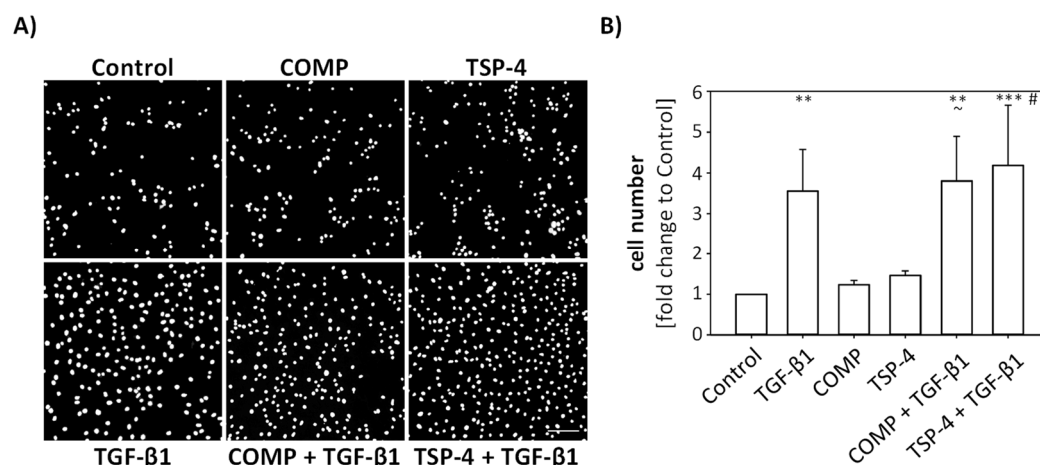 A)
Control COMP TSP-4
TGF-ß1 COMP + TGF-ß1 TSP-4 + TGF-ß1
B)
cell number
[fold change to Control]
6
5
4
3
2
1
0
** ** *** #
~
Control TGF-ß1 COMP TSP-4 COMP + TGF-ß1 TSP-4 + TGF-ß1